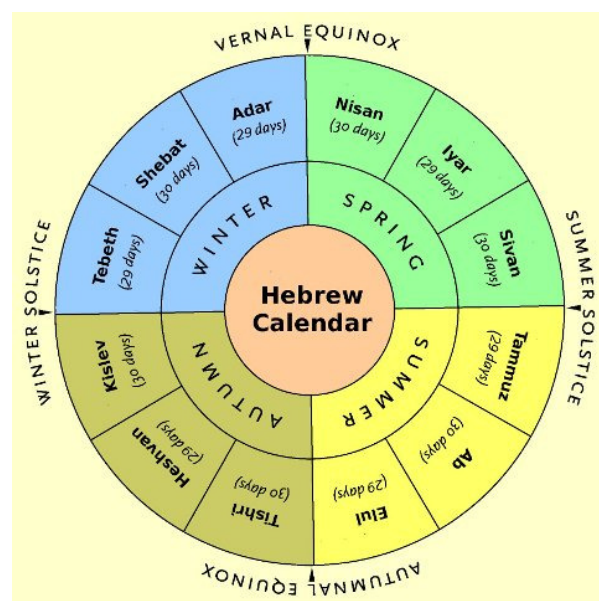 VERNAL EQUINOX
Nisan
(30 days)
Iyar
(29 days)
Sivan
(30 days)
SPRING
SUMMER SOLSTICE
Tammuz
(29 days)
Ab
(30 days)
Elul
(29 days)
SUMMER
AUTUMNAL EQUINOX
Tishri
(30 days)
Heshvan
(29 days)
Kislev
(30 days)
AUTUMN
WINTER SOLSTICE
Tebeth
(29 days)
Shebat
(30 days)
Adar
(29 days)
WINTER
Hebrew
Calendar